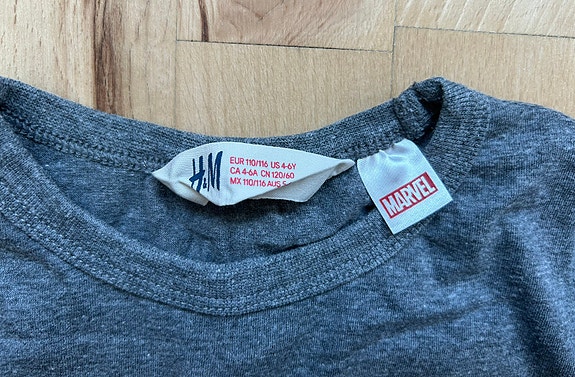 H&M
EUR 110/116 US 4-6Y
CA 4-6A CN 120/60
MX 110/116 AUS
MARVEL